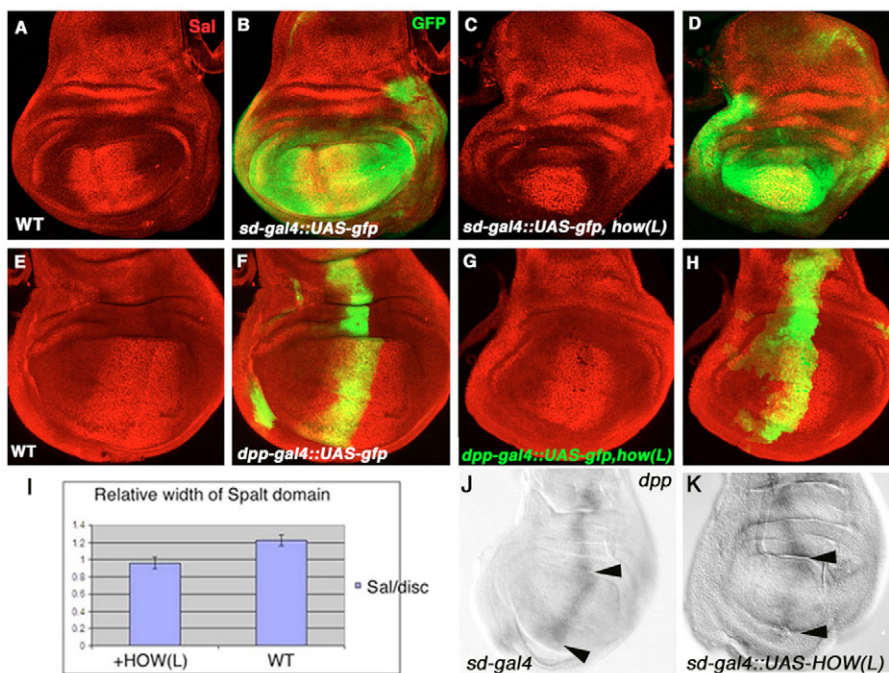 A
Sal
WT
B
GFP
sd-gal4::UAS-gfp
C
sd-gal4::UAS-gfp, how(L)
D
E
WT
F
dpp-gal4::UAS-gfp
G
dpp-gal4::UAS-gfp,how(L)
H
I
Relative width of Spalt domain
1.4
1.2
1
0.8
0.6
0.4
0.2
0
+HOW(L)
WT
Sal/disc
J
dpp
sd-gal4
K
sd-gal4::UAS-HOW(L)